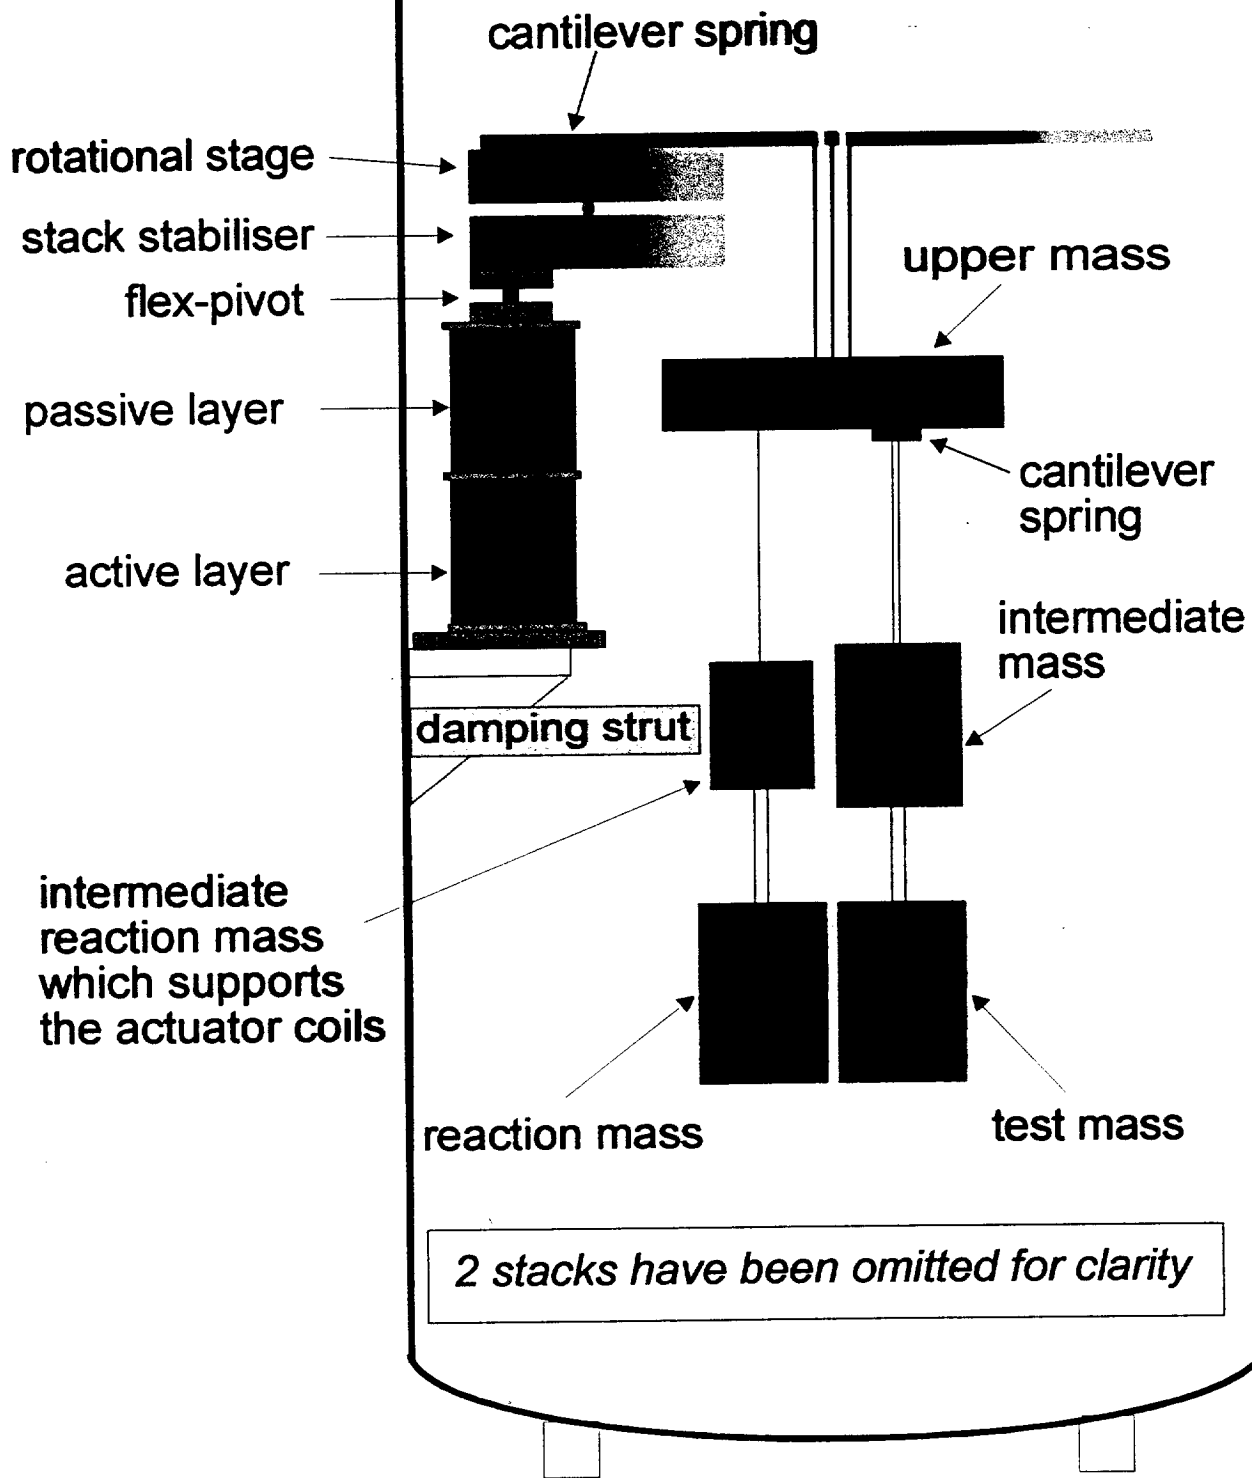 cantilever spring
rotational stage
stack stabiliser
upper mass
flex-pivot
passive layer
cantilever
spring
active layer
intermediate
mass
damping strut
intermediate
reaction mass
which supports
the actuator coils
reaction mass
test mass
2 stacks have been omitted for clarity